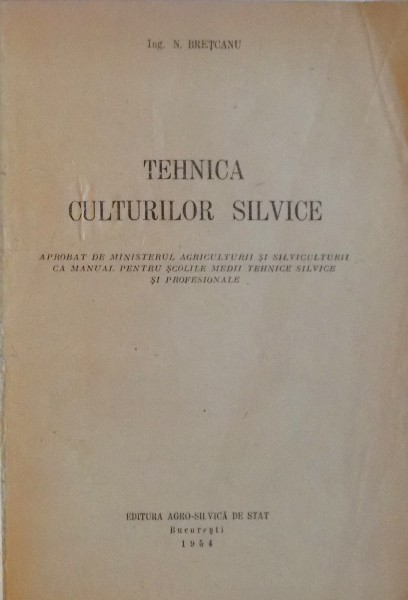 Ing. N. BREȚCANU
TEHNICA
CULTURILOR SILVICE
APROBAT DE MINISTERUL AGRICULTURII ȘI SILVICULTURII
CA MANUAL PENTRU ȘCOLILE MEDII TEHNICE SILVICE
ȘI PROFESIONALE
EDITURA AGRO-SILVICĂ DE STAT
București
1954